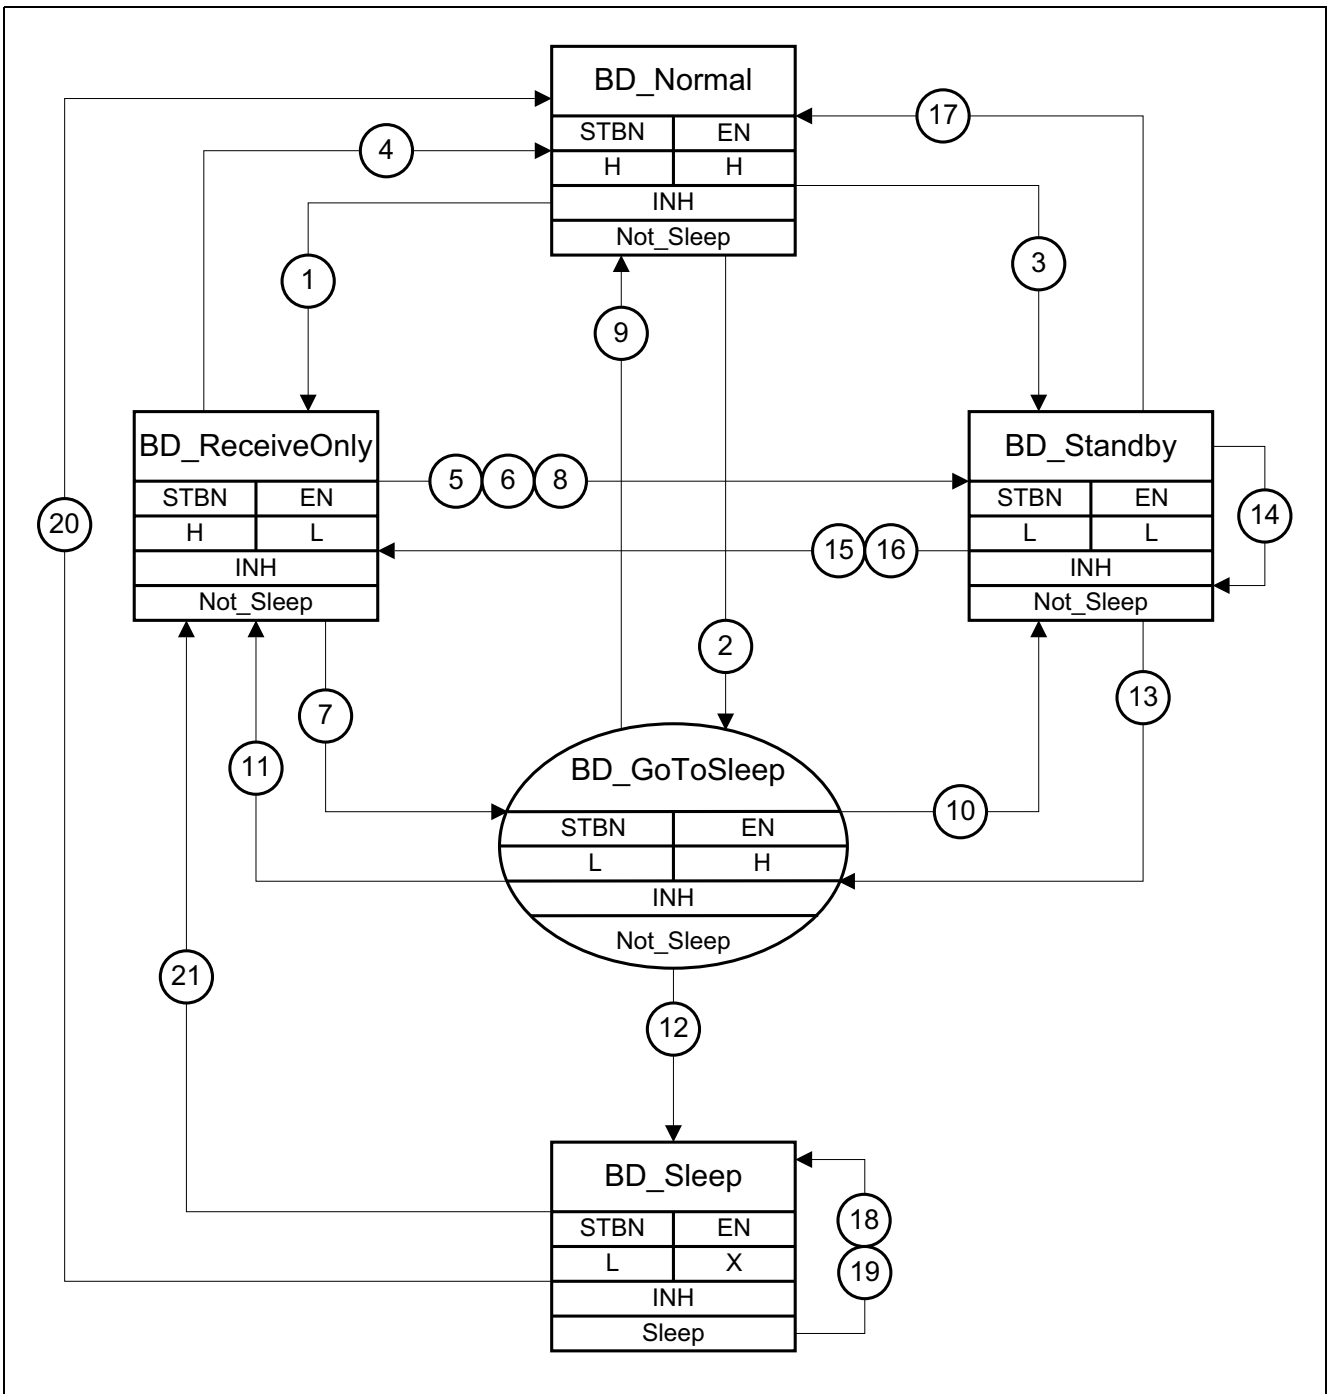 BD_Normal
17
STBN EN
4
H H
INH
Not_Sleep
3
1
9
BD_ReceiveOnly
BD_Standby
5 6 8
STBN EN
STBN EN
14
20
H L
L L
15 16
INH
INH
Not_Sleep
Not_Sleep
2
13
7
11
BD_GoToSleep
10
STBN EN
L H
INH
Not_Sleep
21
12
BD_Sleep
18
STBN EN
L X
19
INH
Sleep